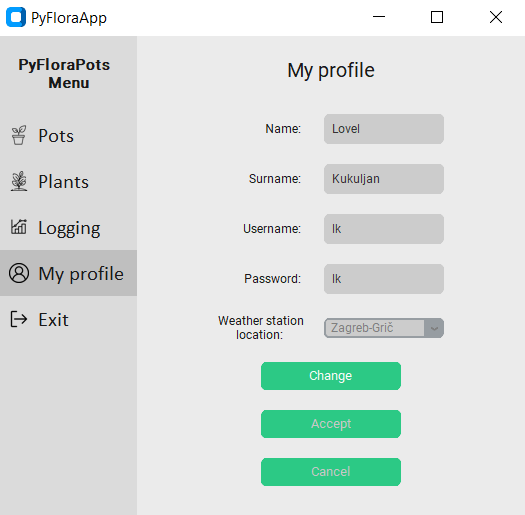 PyFloraApp
PyFloraPots
Menu
Pots
Plants
Logging
My profile
Exit
My profile
Name: Lovel
Surname: Kukuljan
Username: lk
Password: lk
Weather station
location: Zagreb-Grič
Change
Accept
Cancel